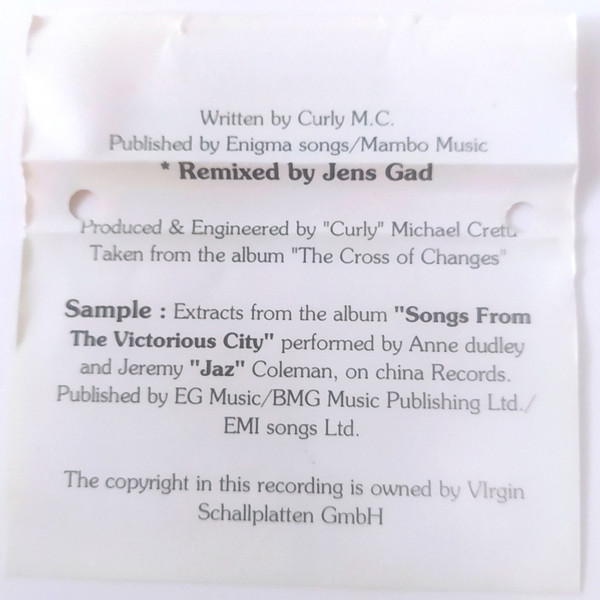 Written by Curly M.C.
Published by Enigma songs/Mambo Music
* Remixed by Jens Gad
Produced & Engineered by "Curly" Michael Cretu
Taken from the album "The Cross of Changes"
Sample : Extracts from the album "Songs From
The Victorious City" performed by Anne dudley
and Jeremy "Jaz" Coleman, on china Records.
Published by EG Music/BMG Music Publishing Ltd./
EMI songs Ltd.
The copyright in this recording is owned by VIrgin
Schallplatten GmbH